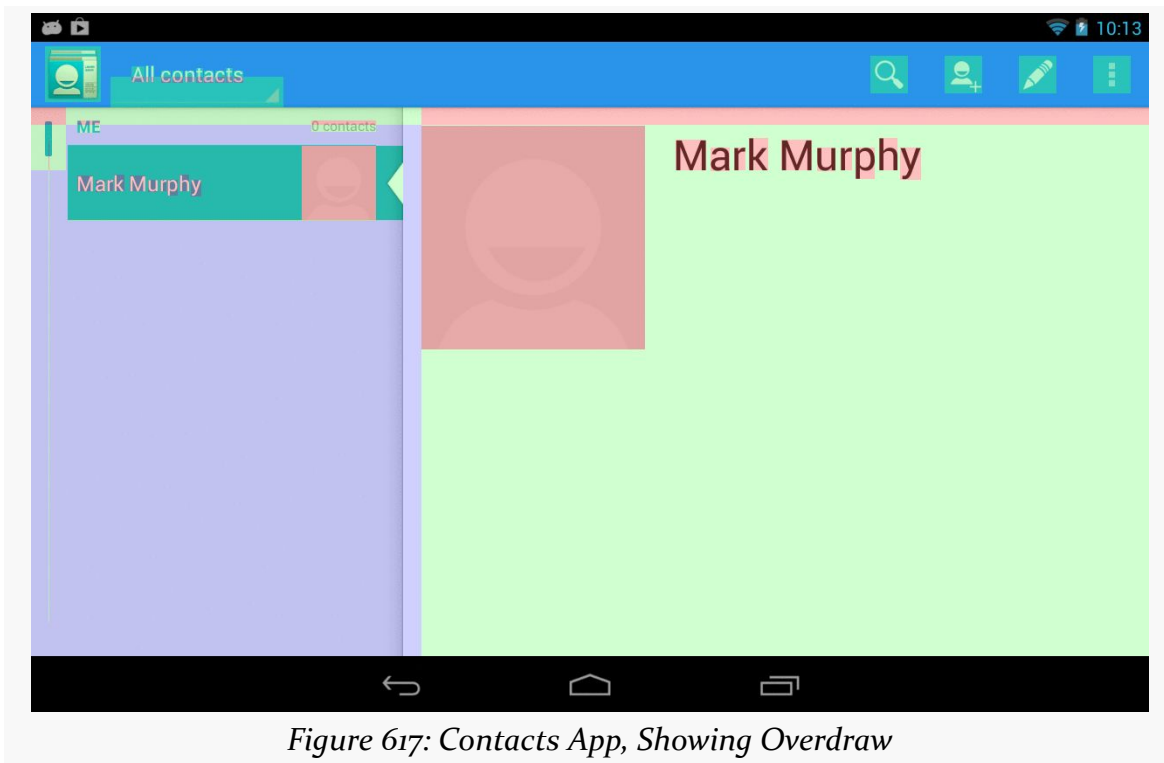 10:13
All contacts
ME 0 contacts
Mark Murphy
Mark Murphy
Figure 617: Contacts App, Showing Overdraw